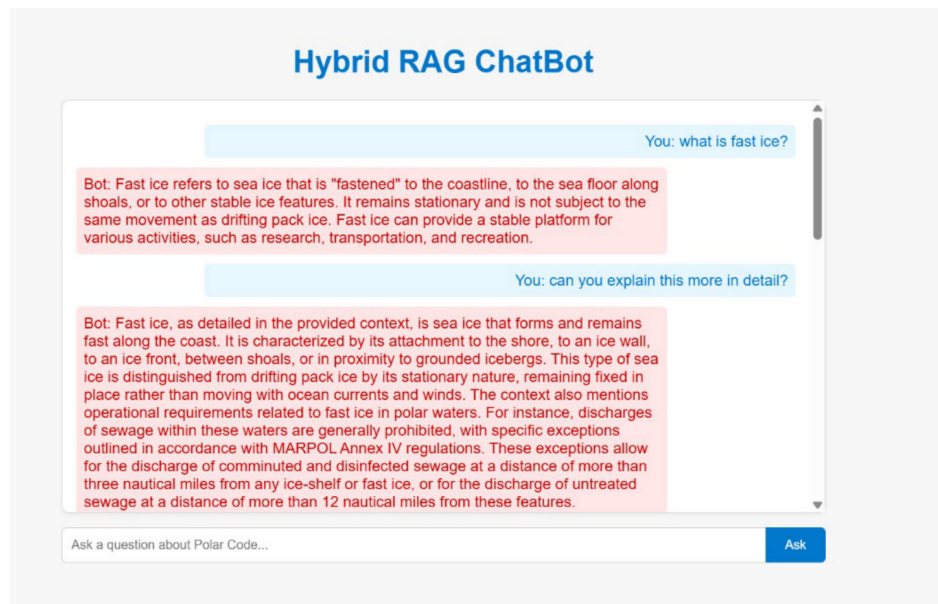 Hybrid RAG ChatBot
You: what is fast ice?
Bot: Fast ice refers to sea ice that is "fastened" to the coastline, to the sea floor along
shoals, or to other stable ice features. It remains stationary and is not subject to the
same movement as drifting pack ice. Fast ice can provide a stable platform for
various activities, such as research, transportation, and recreation.
You: can you explain this more in detail?
Bot: Fast ice, as detailed in the provided context, is sea ice that forms and remains
fast along the coast. It is characterized by its attachment to the shore, to an ice wall,
to an ice front, between shoals, or in proximity to grounded icebergs. This type of sea
ice is distinguished from drifting pack ice by its stationary nature, remaining fixed in
place rather than moving with ocean currents and winds. The context also mentions
operational requirements related to fast ice in polar waters. For instance, discharges
of sewage within these waters are generally prohibited, with specific exceptions
outlined in accordance with MARPOL Annex IV regulations. These exceptions allow
for the discharge of comminuted and disinfected sewage at a distance of more than
three nautical miles from any ice-shelf or fast ice, or for the discharge of untreated
sewage at a distance of more than 12 nautical miles from these features.
Ask a question about Polar Code...
Ask